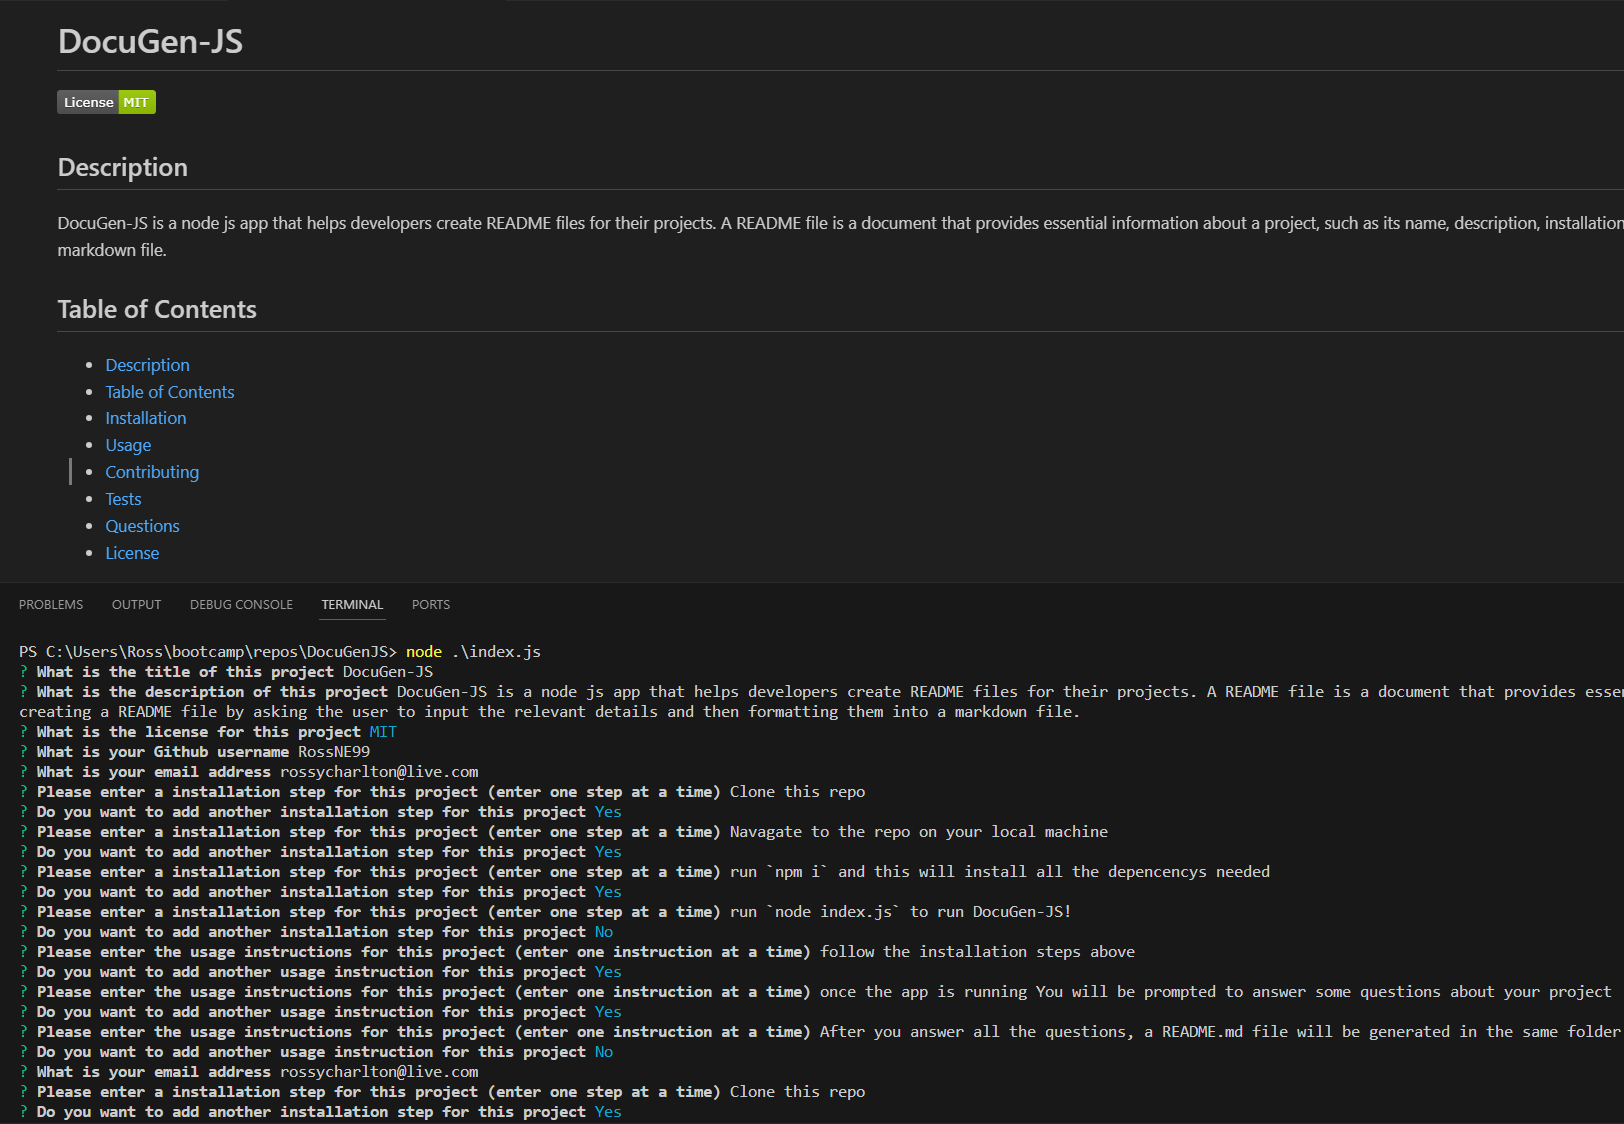 DocuGen-JS
License MIT
Description
DocuGen-JS is a node js app that helps developers create README files for their projects. A README file is a document that provides essential information about a project, such as its name, description, installation
markdown file.
Table of Contents
Description
Table of Contents
Installation
Usage
Contributing
Tests
Questions
License
PROBLEMS OUTPUT DEBUG CONSOLE TERMINAL PORTS
PS C:\Users\Ross\bootcamp\repos\DocuGenJS> node .\index.js
? What is the title of this project DocuGen-JS
? What is the description of this project DocuGen-JS is a node js app that helps developers create README files for their projects. A README file is a document that provides essen
creating a README file by asking the user to input the relevant details and then formatting them into a markdown file.
? What is the license for this project MIT
? What is your Github username RossNE99
? What is your email address rossycharlton@live.com
? Please enter a installation step for this project (enter one step at a time) Clone this repo
? Do you want to add another installation step for this project Yes
? Please enter a installation step for this project (enter one step at a time) Navagate to the repo on your local machine
? Do you want to add another installation step for this project Yes
? Please enter a installation step for this project (enter one step at a time) run `npm i` and this will install all the depencencys needed
? Do you want to add another installation step for this project Yes
? Please enter a installation step for this project (enter one step at a time) run `node index.js` to run DocuGen-JS!
? Do you want to add another installation step for this project No
? Please enter the usage instructions for this project (enter one instruction at a time) follow the installation steps above
? Do you want to add another usage instruction for this project Yes
? Please enter the usage instructions for this project (enter one instruction at a time) once the app is running You will be prompted to answer some questions about your project
? Do you want to add another usage instruction for this project Yes
? Please enter the usage instructions for this project (enter one instruction at a time) After you answer all the questions, a README.md file will be generated in the same folder
? Do you want to add another usage instruction for this project No
? What is your email address rossycharlton@live.com
? Please enter a installation step for this project (enter one step at a time) Clone this repo
? Do you want to add another installation step for this project Yes